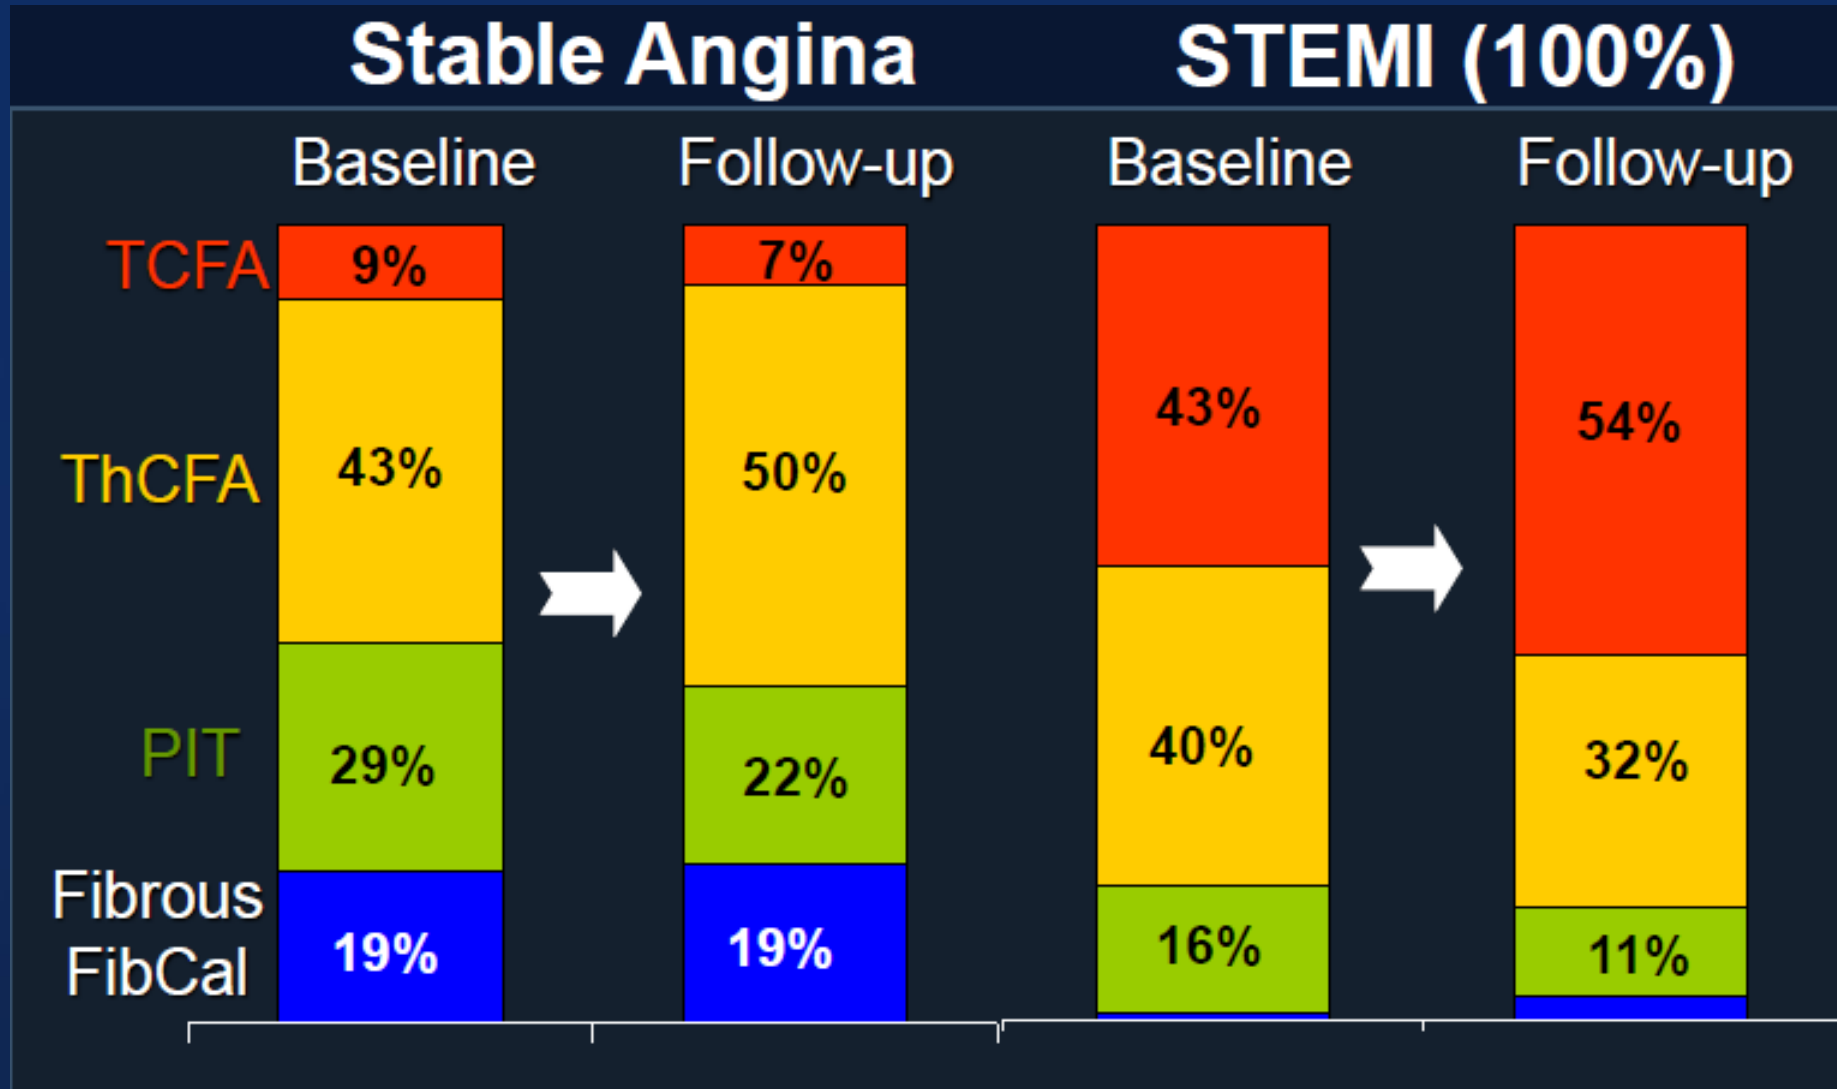 Stable Angina
STEMI (100%)
Baseline
Follow-up
Baseline
Follow-up
TCFA
9%
7%
43%
54%
ThCFA
43%
50%
40%
32%
PIT
29%
22%
16%
11%
Fibrous
FibCal
19%
19%